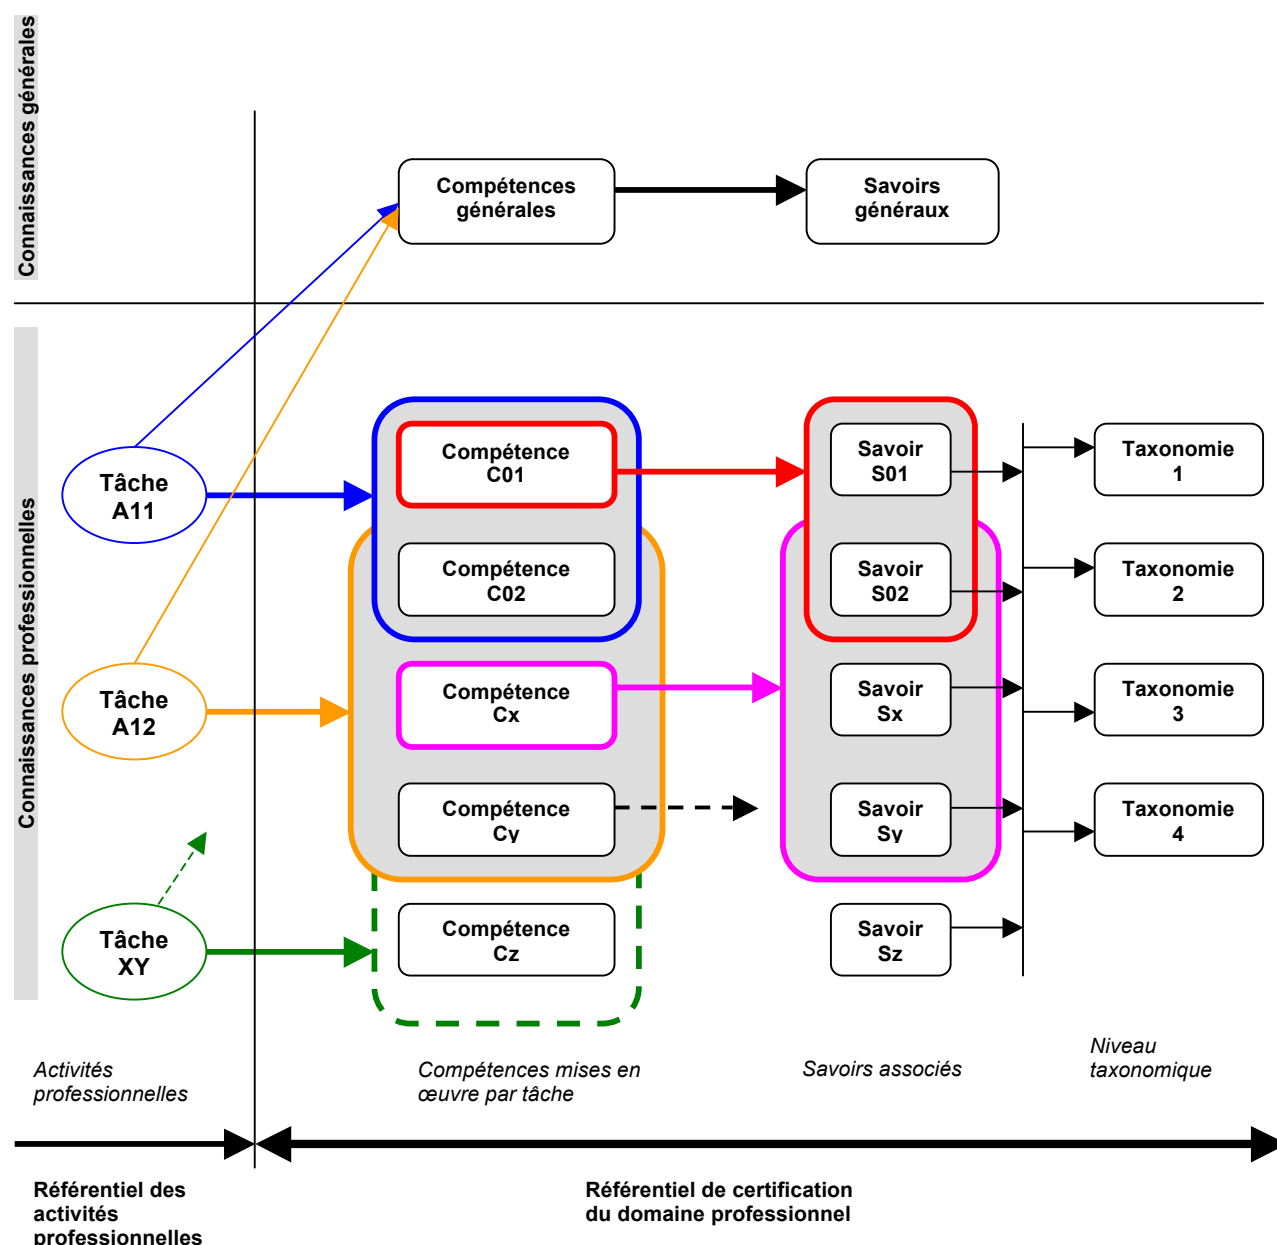 Connaissances générales
Compétences
générales
Savoirs
généraux
Connaissances professionnelles
Tâche
A11
Compétence
C01
Savoir
S01
Taxonomie
1
Compétence
C02
Savoir
S02
Taxonomie
2
Tâche
A12
Compétence
Cx
Savoir
Sx
Taxonomie
3
Compétence
Cy
Savoir
Sy
Taxonomie
4
Tâche
XY
Compétence
Cz
Savoir
Sz
Activités
professionnelles
Compétences mises en
œuvre par tâche
Savoirs associés
Niveau
taxonomique
Référentiel des
activités
professionnelles
Référentiel de certification
du domaine professionnel